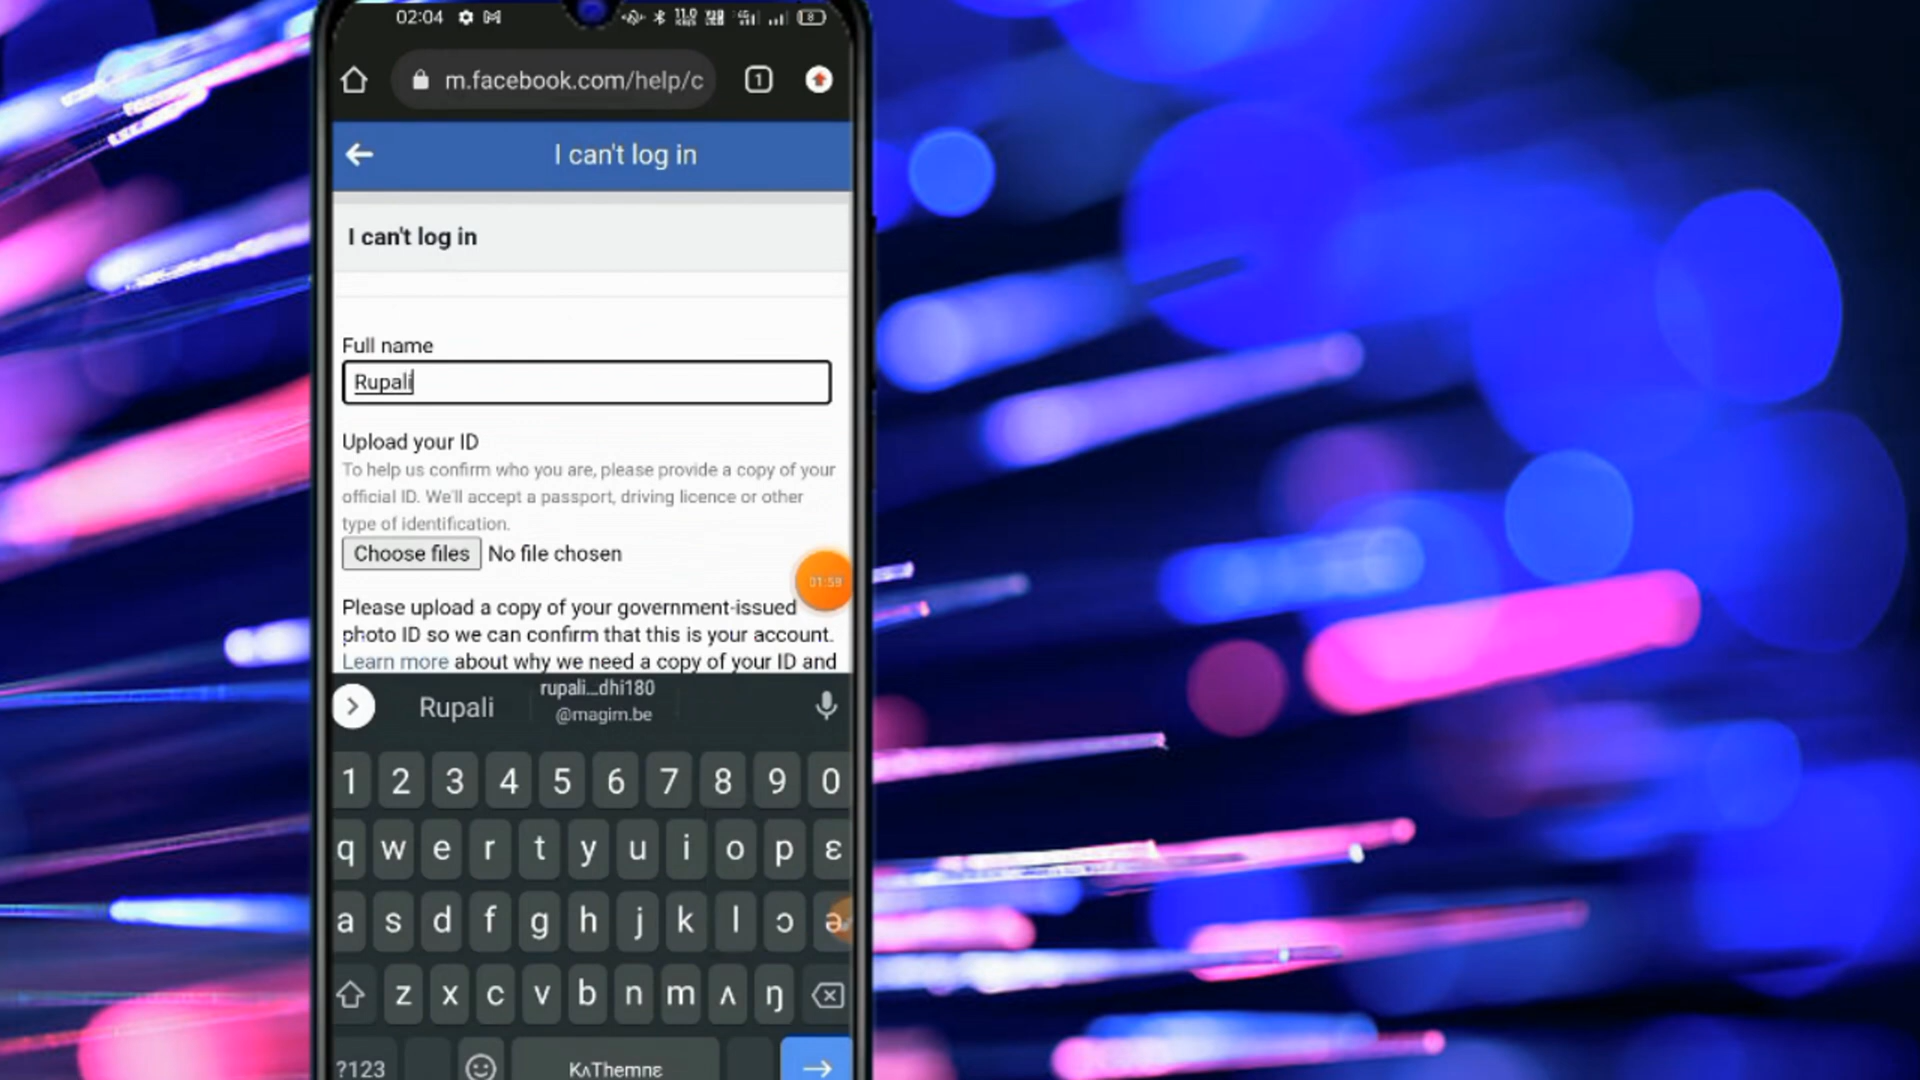 02:04
m.facebook.com/help/c
1
I can't log in
I can't log in
Full name
Rupali
Upload your ID
To help us confirm who you are, please provide a copy of your
official ID. We'll accept a passport, driving licence or other
type of identification.
Choose files No file chosen
01:59
Please upload a copy of your government-issued
photo ID so we can confirm that this is your account.
Learn more about why we need a copy of your ID and
Rupali
rupali...dhi180
@magim.be
1 2 3 4 5 6 7 8 9 0
q w e r t y u i o p ɛ
a s d f g h j k l ɔ ə
z x c v b n m ʌ ŋ
?123
KʌThemnɛ